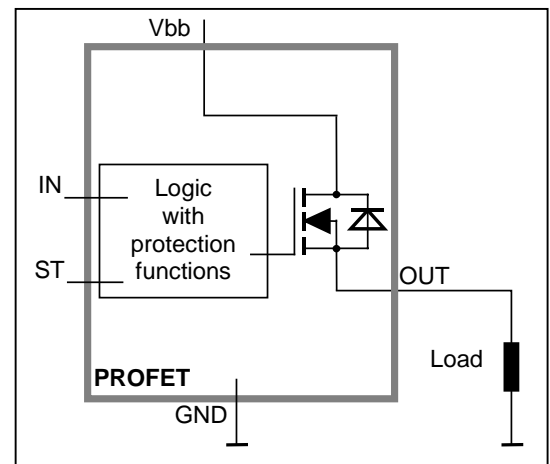 Vbb
IN
Logic
with
protection
functions
ST
OUT
Load
PROFET
GND